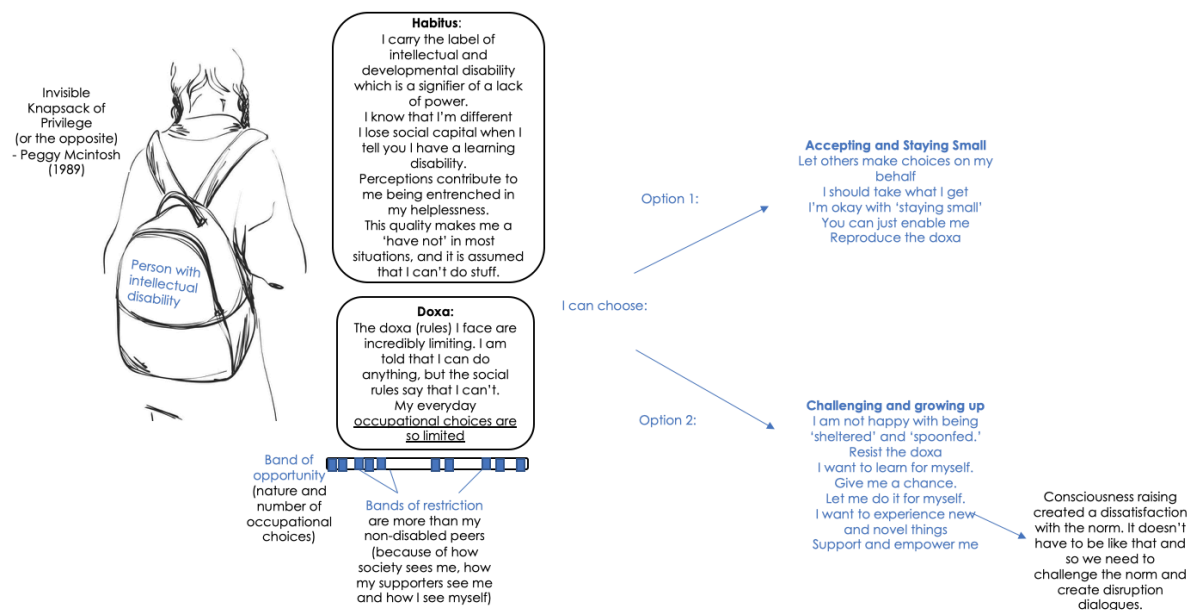 Invisible
Knapsack of
Privilege
(or the opposite)
- Peggy Mcintosh
(1989)
Person with
intellectual
disability
Habitus:
I carry the label of
intellectual and
developmental disability
which is a signifier of a lack
of power.
I know that I'm different
I lose social capital when I
tell you I have a learning
disability.
Perceptions contribute to
me being entrenched in
my helplessness.
This quality makes me a
'have not' in most
situations, and it is assumed
that I can't do stuff.
Doxa:
The doxa (rules) I face are
incredibly limiting. I am
told that I can do
anything, but the social
rules say that I can't.
My everyday
occupational choices are
so limited
Band of
opportunity
(nature and
number of
occupational
choices)
Bands of restriction
are more than my
non-disabled peers
(because of how
society sees me, how
my supporters see me
and how I see myself)
I can choose:
Option 1:
Accepting and Staying Small
Let others make choices on my
behalf
I should take what I get
I'm okay with 'staying small'
You can just enable me
Reproduce the doxa
Option 2:
Challenging and growing up
I am not happy with being
'sheltered' and 'spoonfed.'
Resist the doxa
I want to learn for myself.
Give me a chance.
Let me do it for myself.
I want to experience new
and novel things
Support and empower me
Consciousness raising
created a dissatisfaction
with the norm. It doesn't
have to be like that and
so we need to
challenge the norm and
create disruption
dialogues.